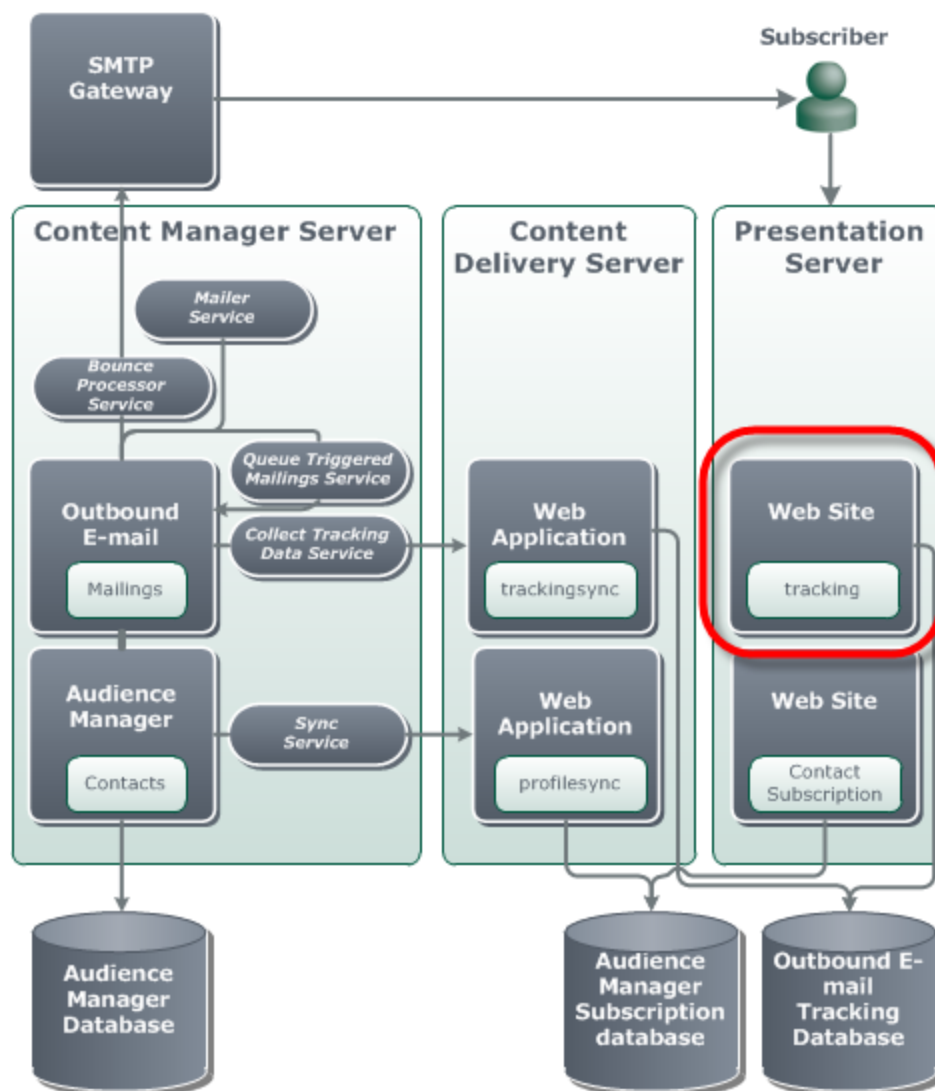 Subscriber
SMTP
Gateway
Content Manager Server
Content
Delivery Server
Presentation
Server
Mailer
Service
Bounce
Processor
Service
Queue Triggered
Mailings Service
Outbound
E-mail
Mailings
Collect Tracking
Data Service
Web
Application
trackingsync
Web Site
tracking
Audience
Manager
Contacts
Sync
Service
Web
Application
profilesync
Web Site
Contact
Subscription
Audience
Manager
Database
Audience
Manager
Subscription
database
Outbound E-
mail
Tracking
Database